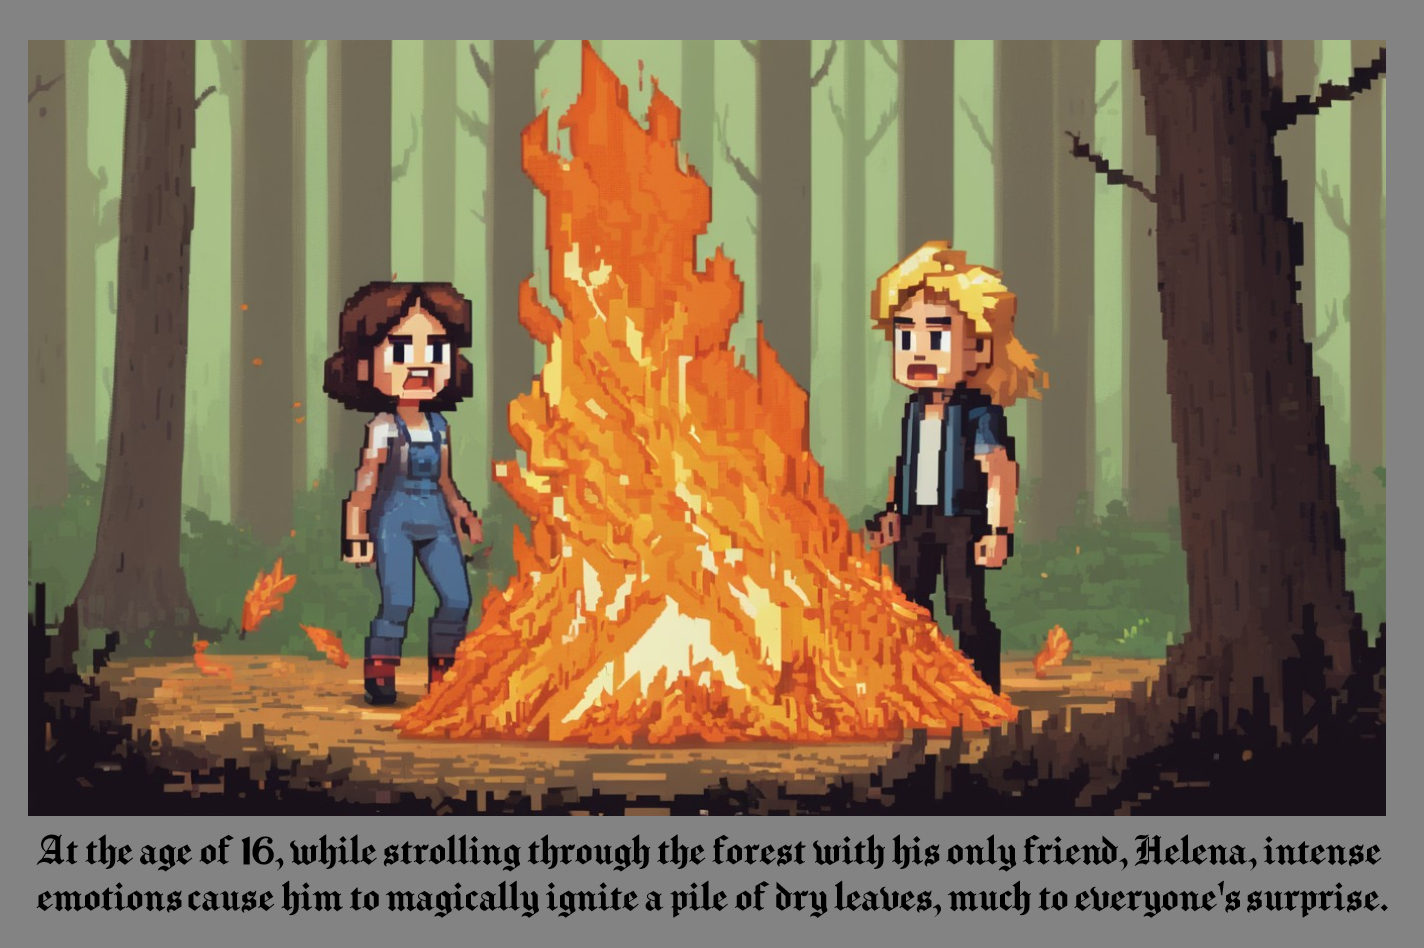 At the age of 16, while strolling through the forest with his only friend, Helena, intense
emotions cause him to magically ignite a pile of dry leaves, much to everyone's surprise.